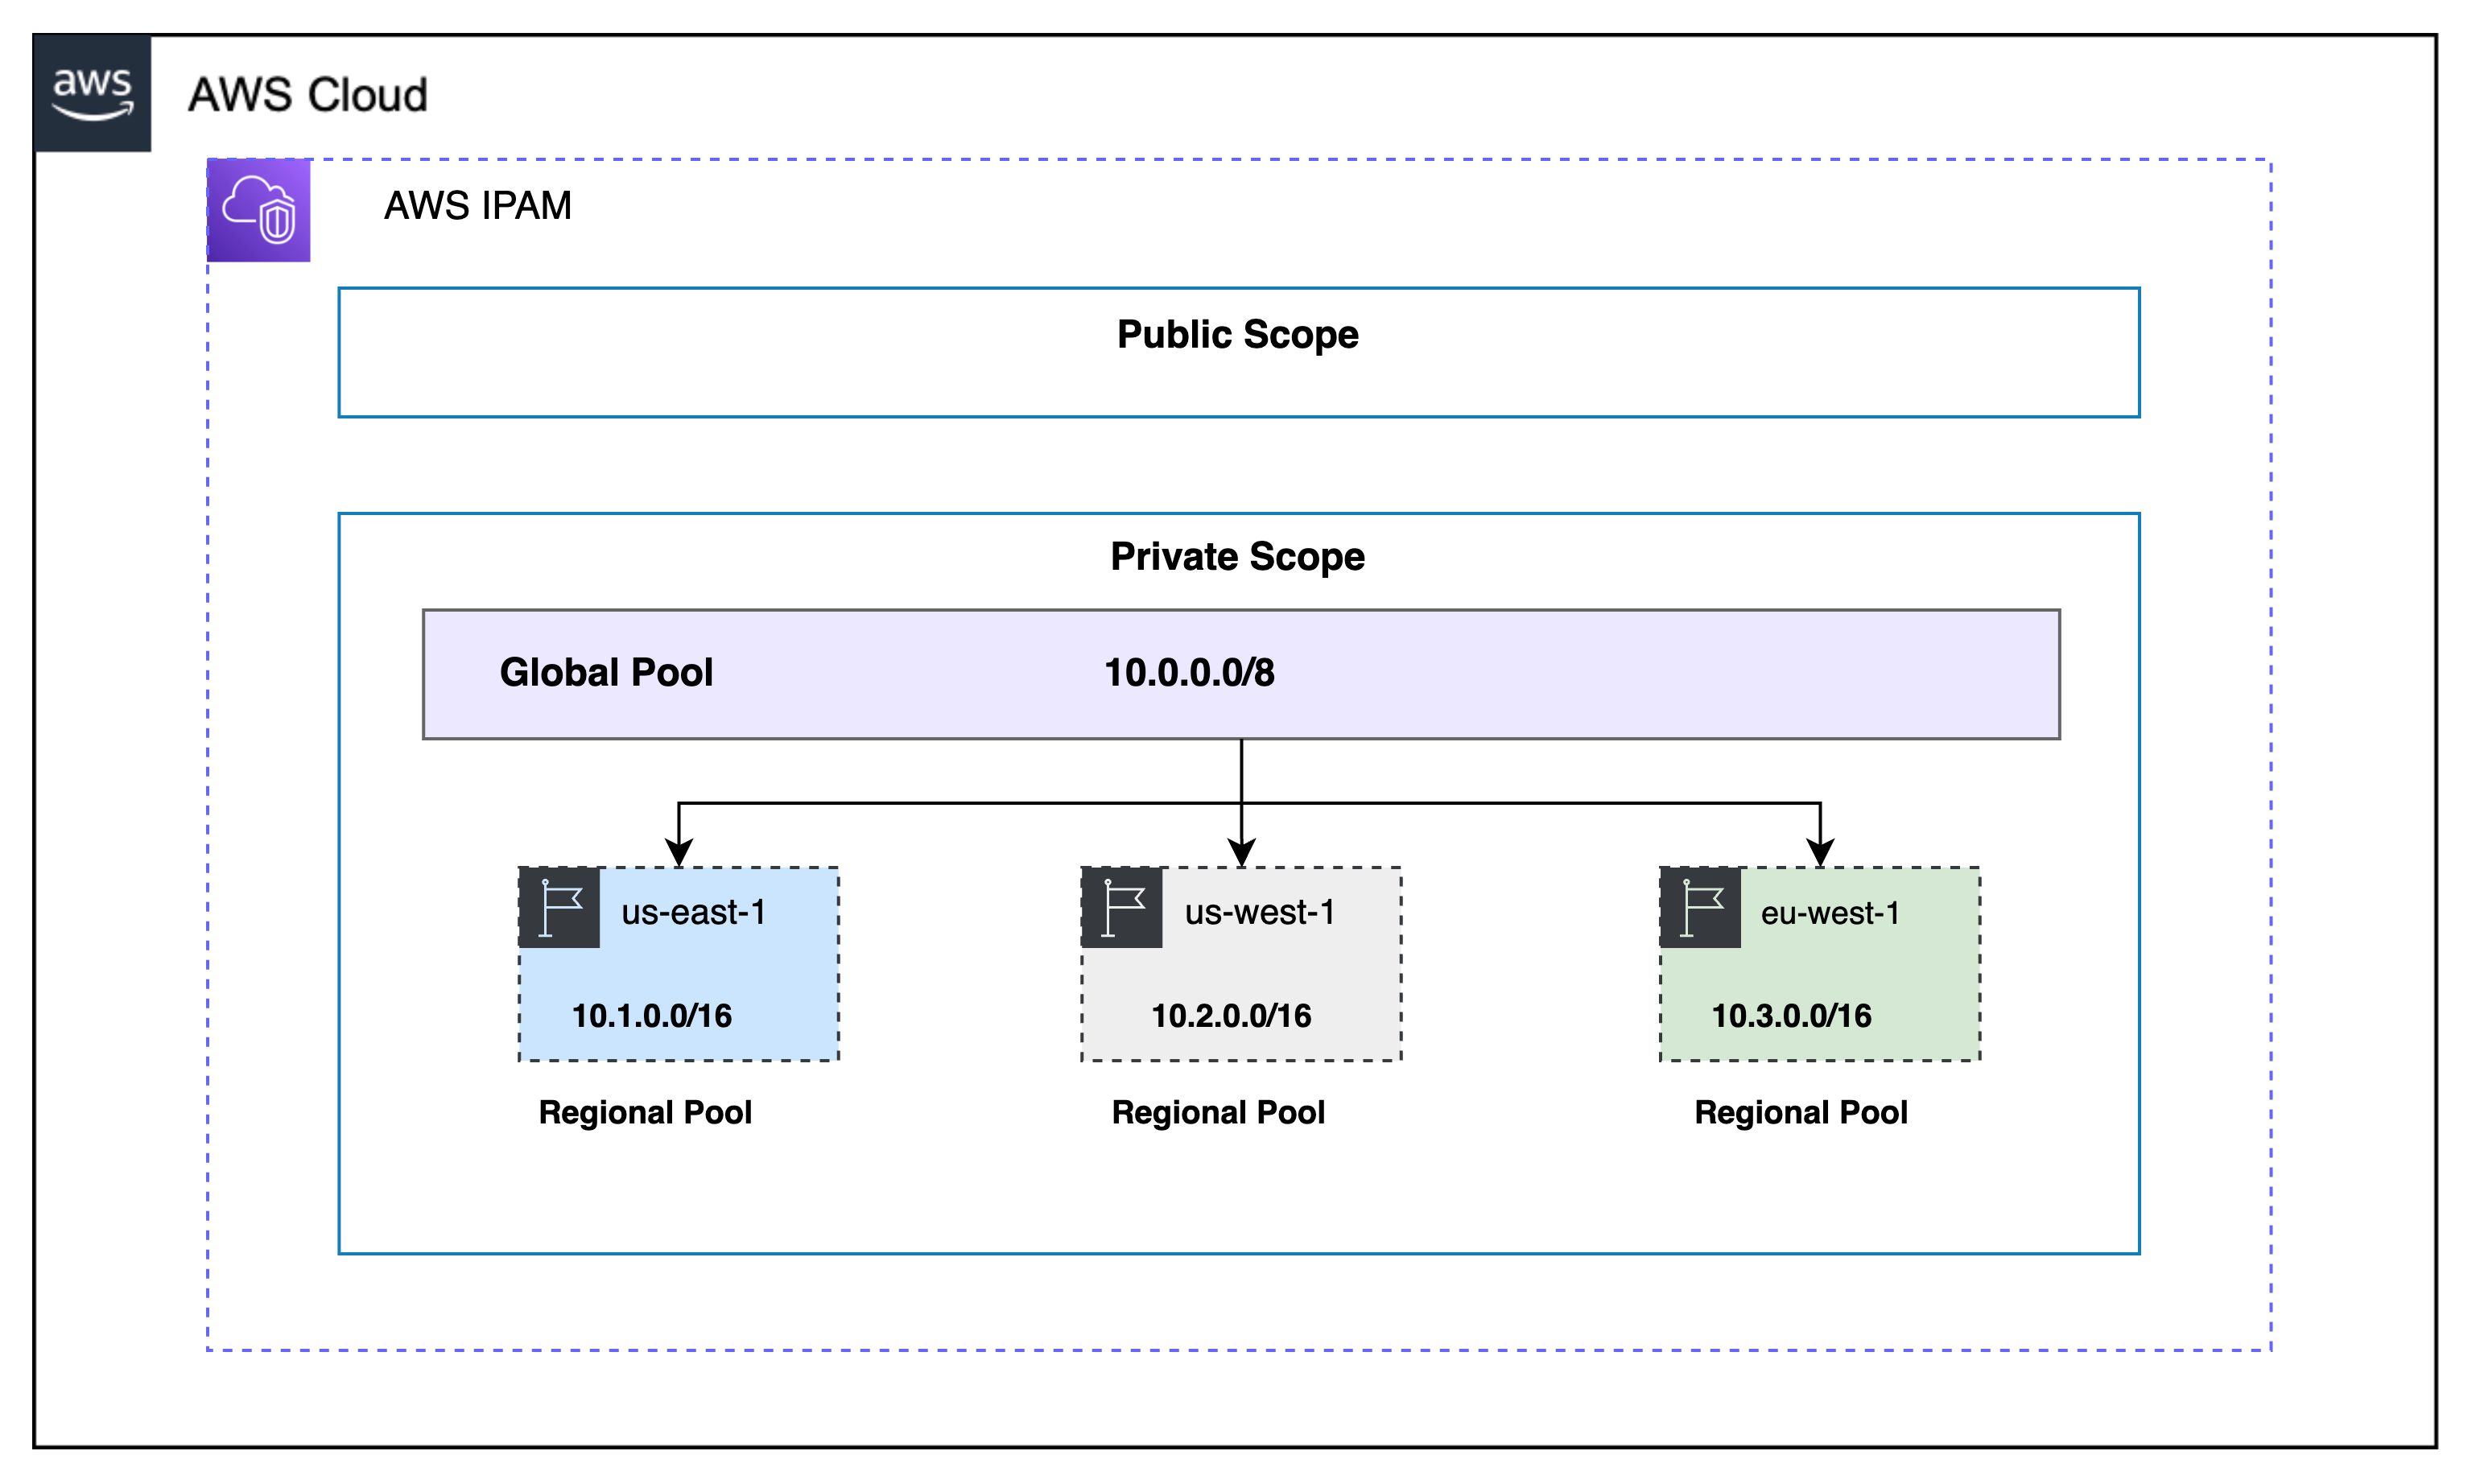 aws
AWS Cloud
AWS IPAM
Public Scope
Private Scope
Global Pool 10.0.0.0/8
us-east-1
10.1.0.0/16
Regional Pool
us-west-1
10.2.0.0/16
Regional Pool
eu-west-1
10.3.0.0/16
Regional Pool